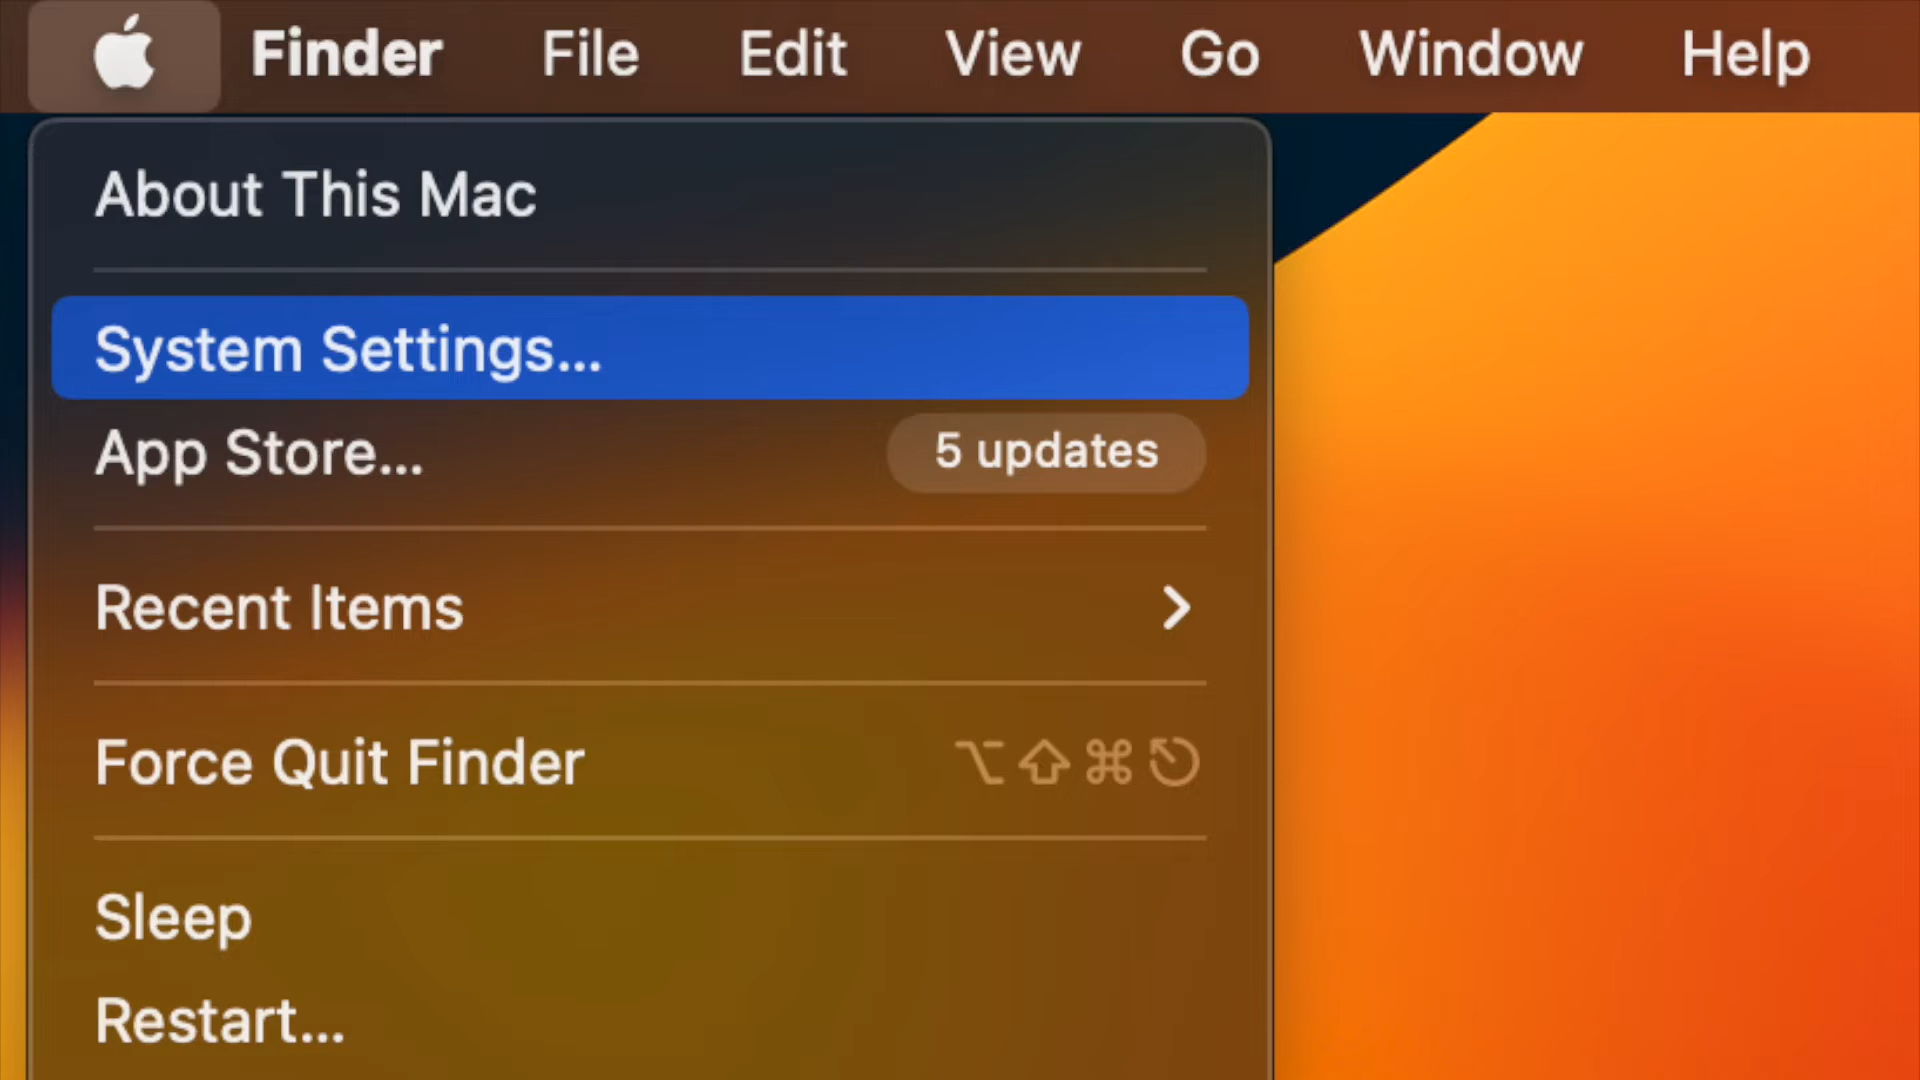 Finder File Edit View Go Window Help
About This Mac
System Settings...
App Store... 5 updates
Recent Items
Force Quit Finder ⌥⇧⌘⎋
Sleep
Restart...